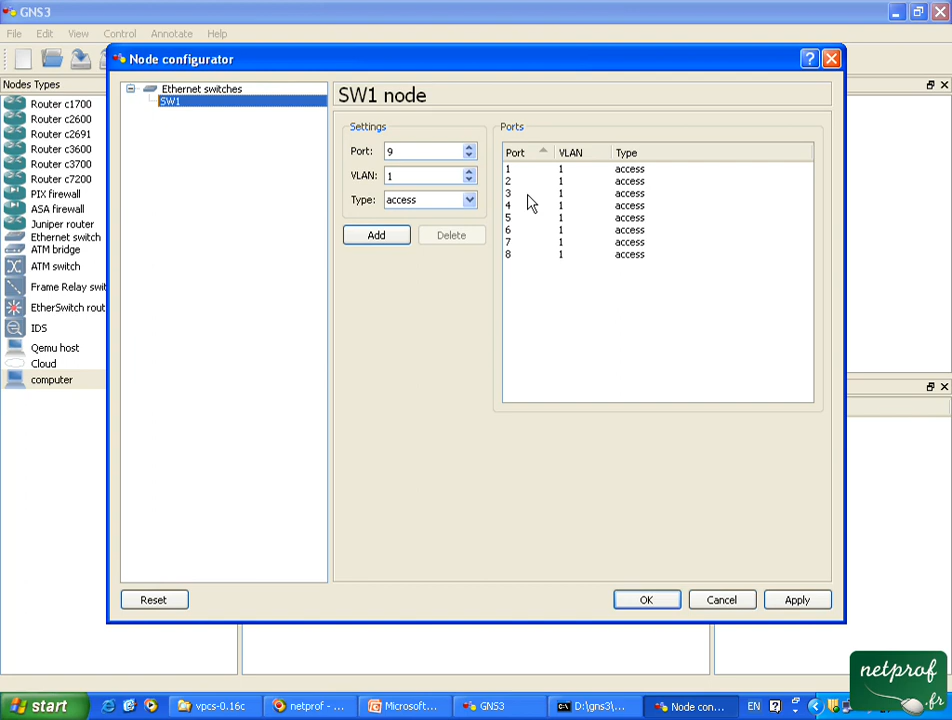 GNS3
File Edit View Control Annotate Help
Node configurator
Nodes Types
Router c1700
Router c2600
Router c2691
Router c3600
Router c3700
Router c7200
PIX firewall
ASA firewall
Juniper router
Ethernet switch
ATM bridge
ATM switch
Frame Relay swit
EtherSwitch rout
IDS
Qemu host
Cloud
computer
Ethernet switches
SW1
SW1 node
Settings
Port: 9
VLAN: 1
Type: access
Add Delete
Ports
Port VLAN Type
1 1 access
2 1 access
3 1 access
4 1 access
5 1 access
6 1 access
7 1 access
8 1 access
Reset OK Cancel Apply
netprof
.fr
start vpcs-0.16c netprof - ... Microsoft... GNS3 D:\gns3\... Node con... EN